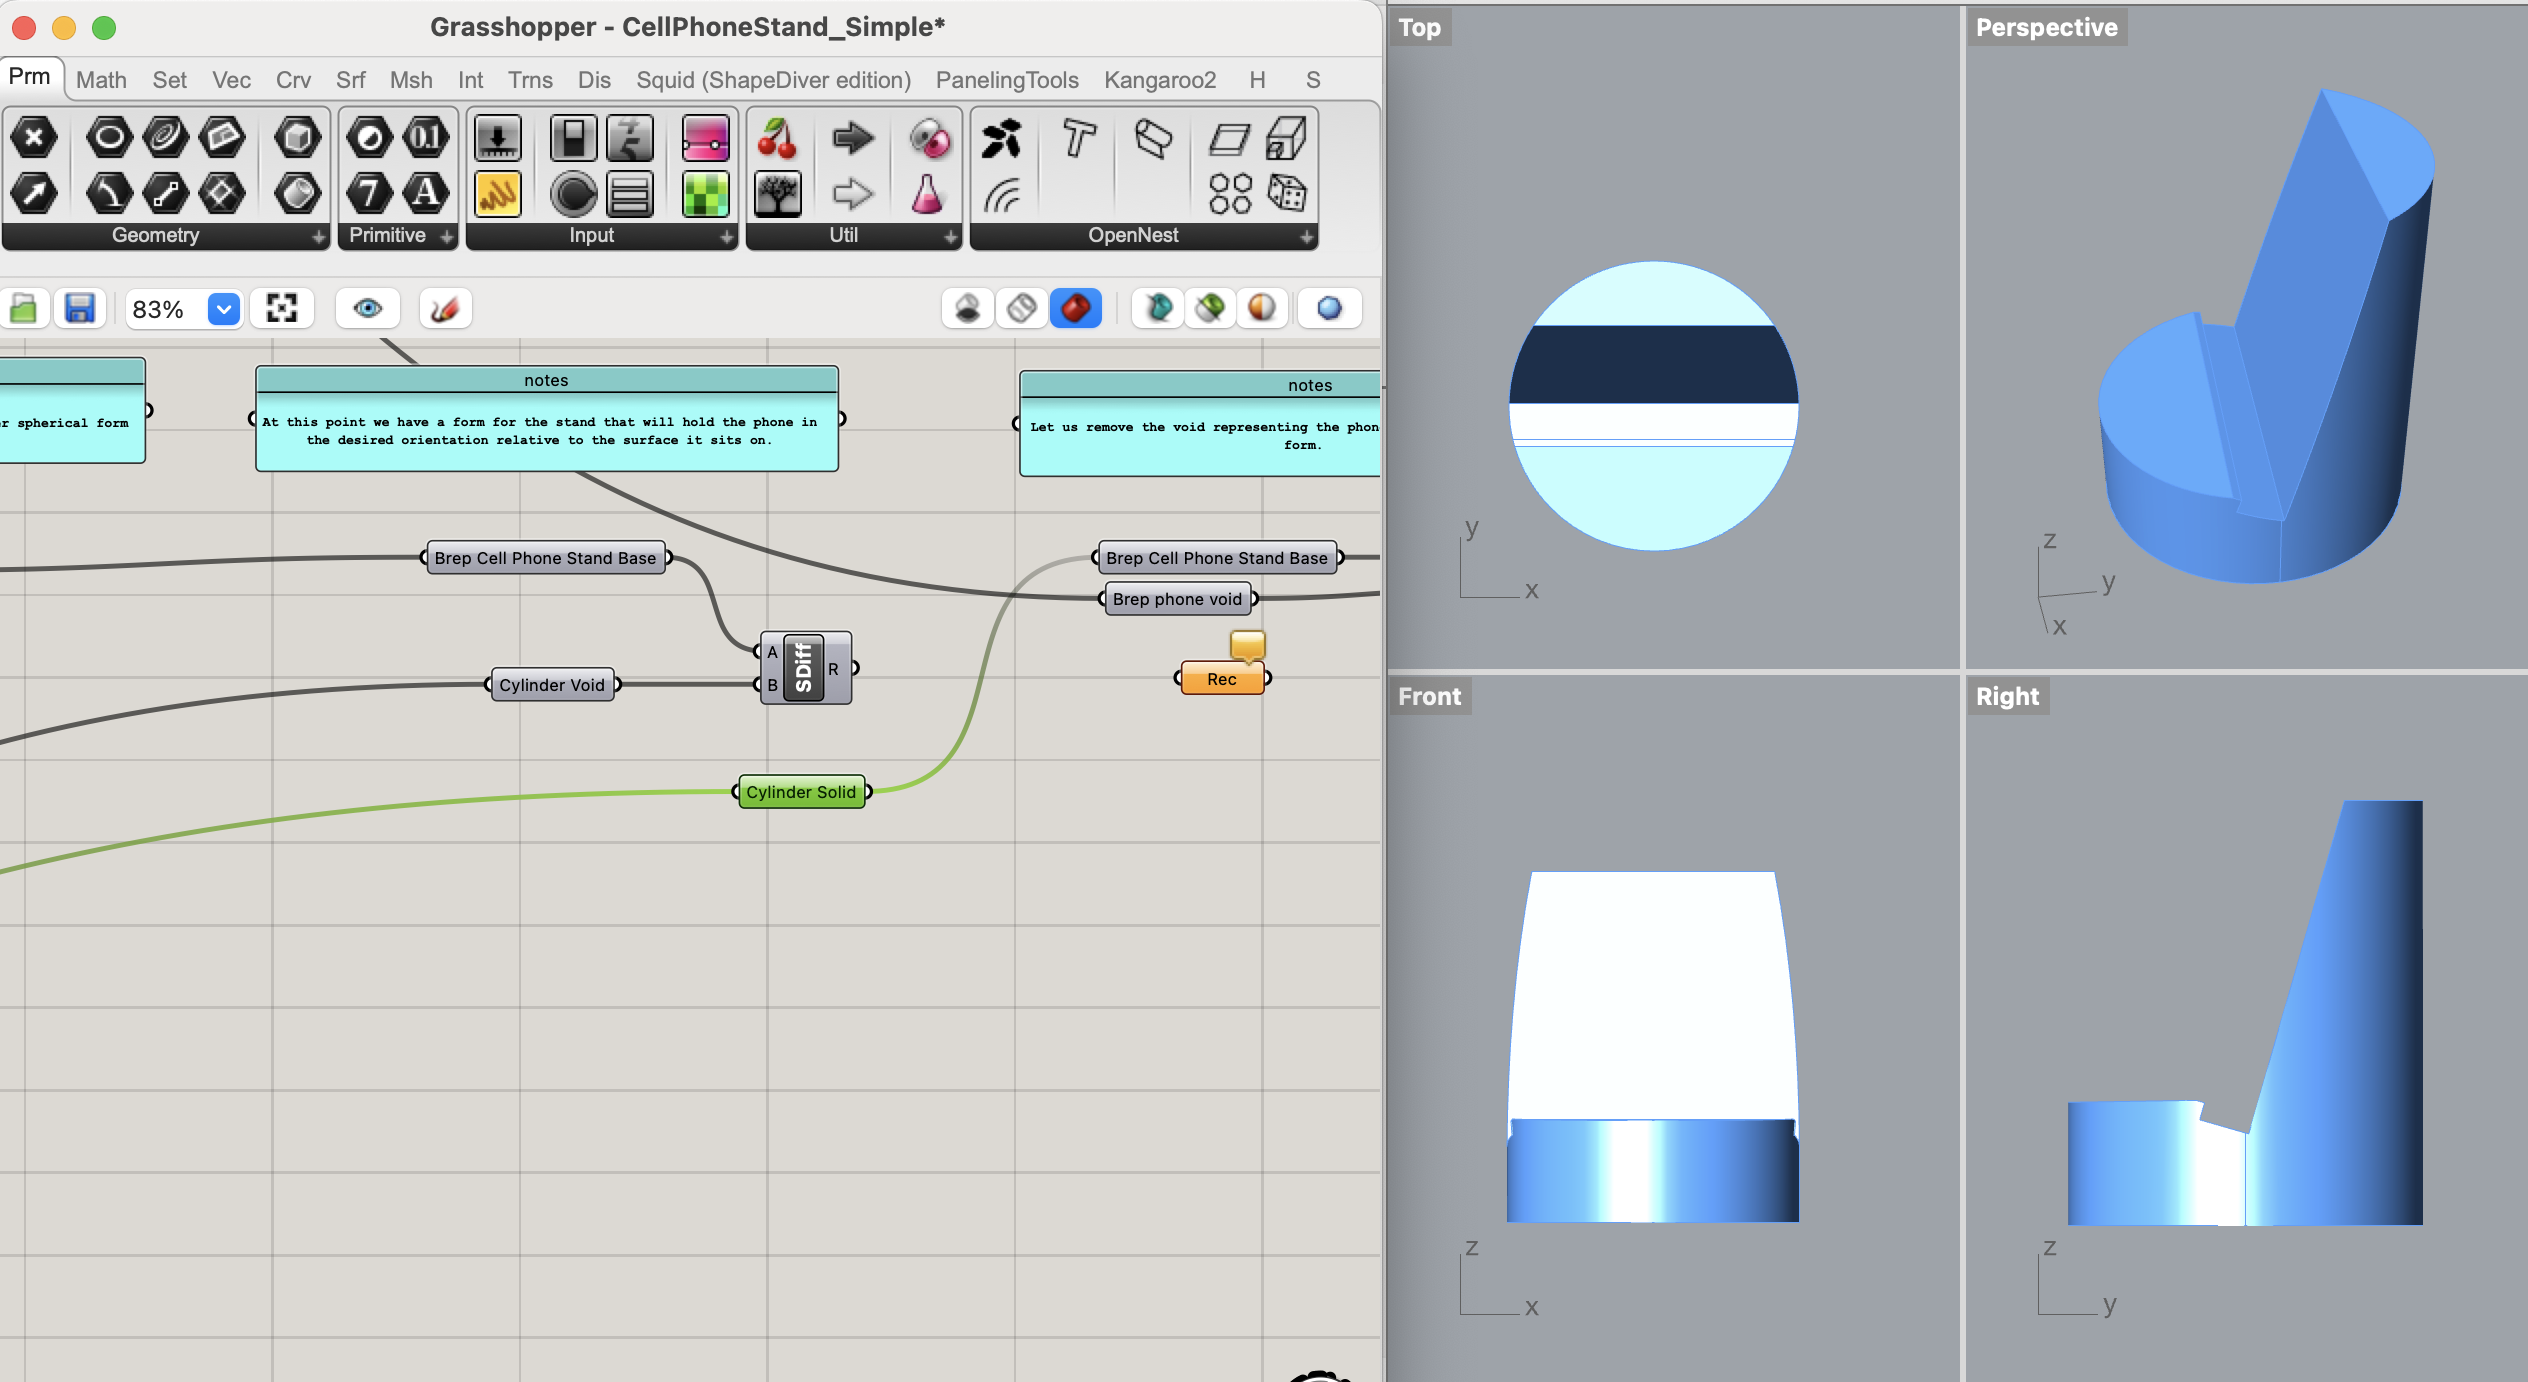 Grasshopper - CellPhoneStand_Simple*
Prm Math Set Vec Crv Srf Msh Int Trns Dis Squid (ShapeDiver edition) PanelingTools Kangaroo2 H S
0.1
7 A
Geometry Primitive Input Util OpenNest
83%
notes
r spherical form
At this point we have a form for the stand that will hold the phone in
the desired orientation relative to the surface it sits on.
notes
Let us remove the void representing the phon
form.
Brep Cell Phone Stand Base
Brep Cell Phone Stand Base
Brep phone void
Cylinder Void
A
B
SDiff
R
Rec
Cylinder Solid
Top
y
x
Perspective
z
y
x
Front
z
x
Right
z
y